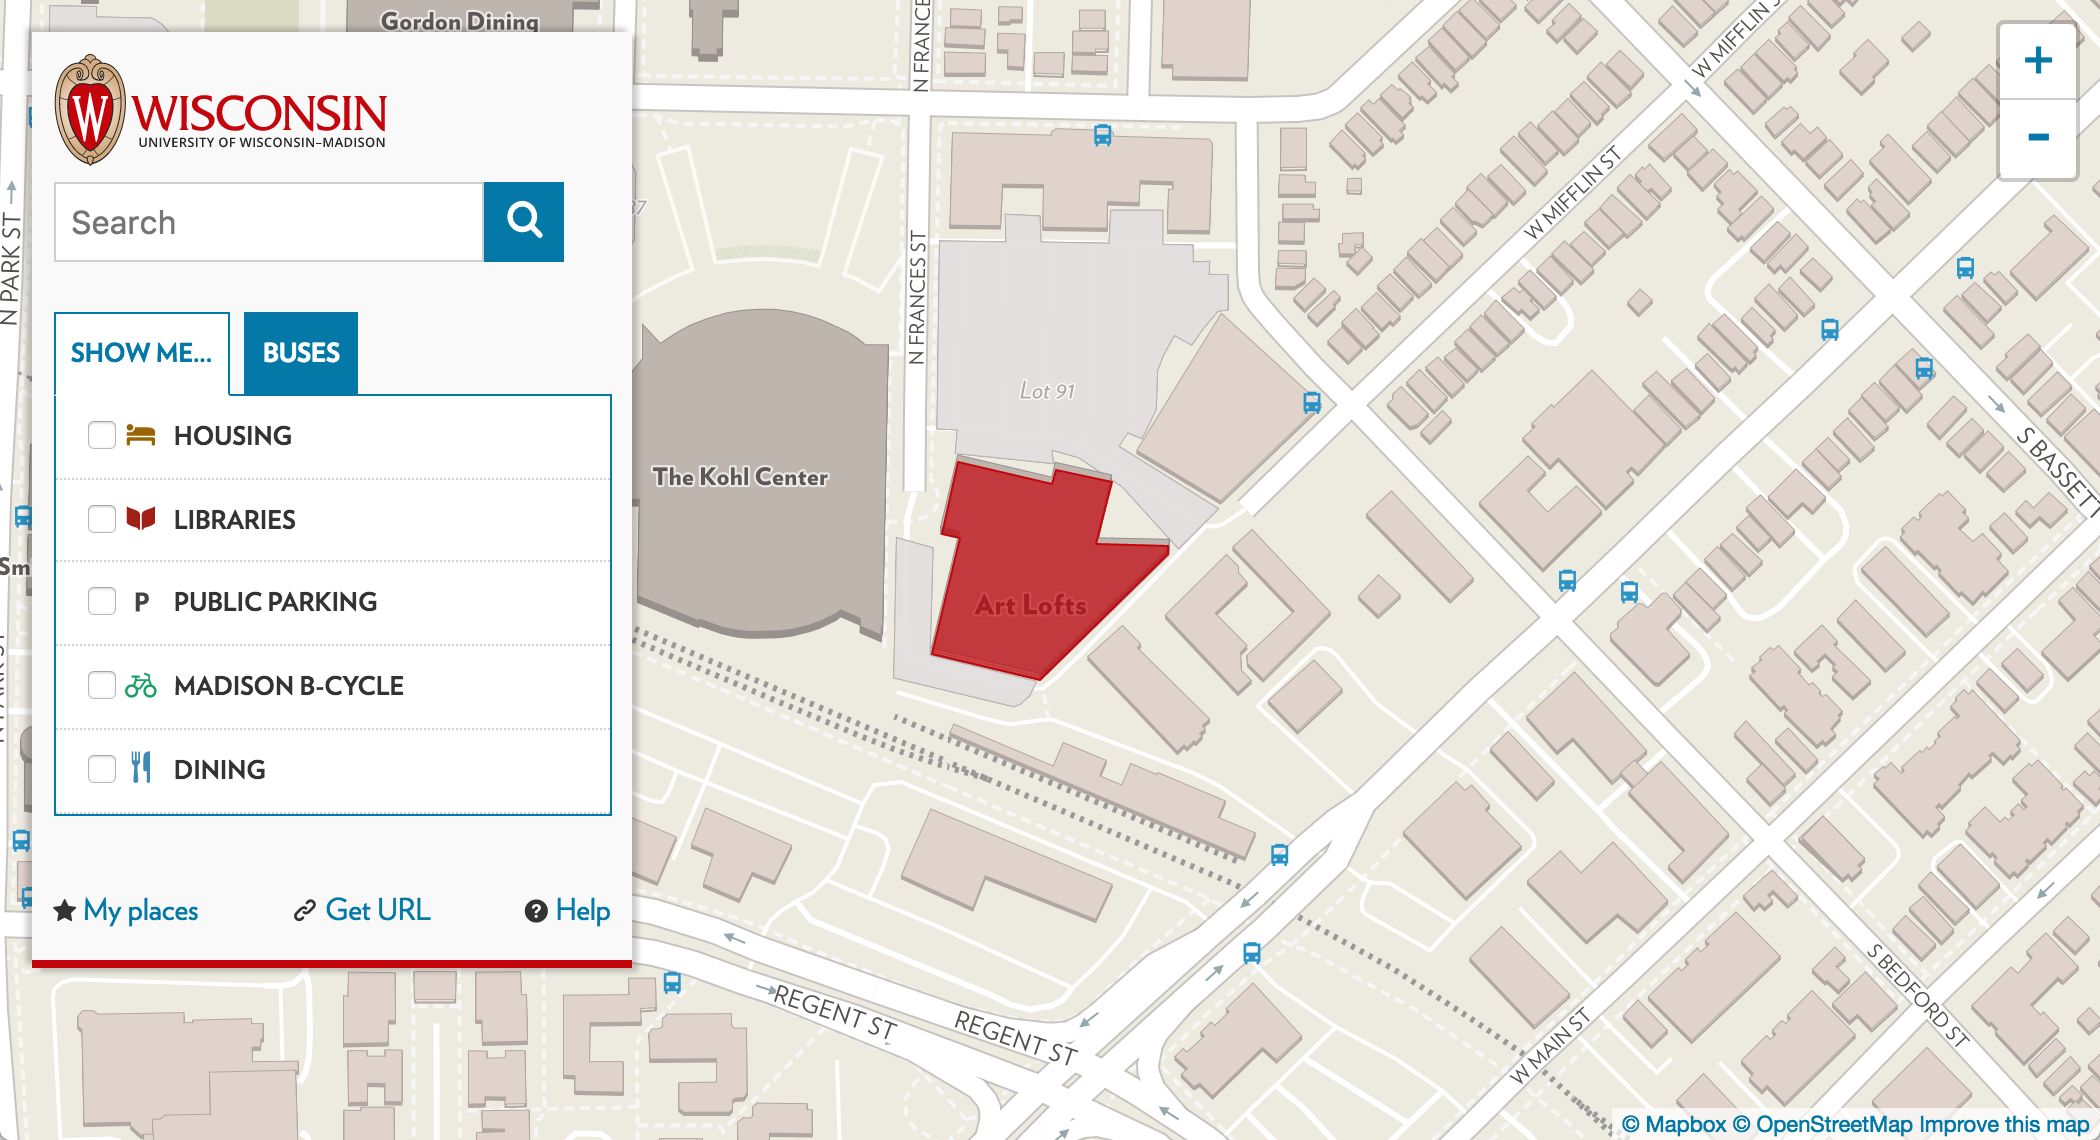 Gordon Dining
W
WISCONSIN
UNIVERSITY OF WISCONSIN–MADISON
Search
SHOW ME...
BUSES
HOUSING
LIBRARIES
P PUBLIC PARKING
MADISON B-CYCLE
DINING
My places
Get URL
? Help
N PARK ST
Sm
N FRANCES
N FRANCES ST
Lot 91
The Kohl Center
Art Lofts
W MIFFLIN S
W MIFFLIN ST
S BASSETT
S BEDFORD ST
W MAIN ST
REGENT ST
REGENT ST
+
-
© Mapbox © OpenStreetMap Improve this map